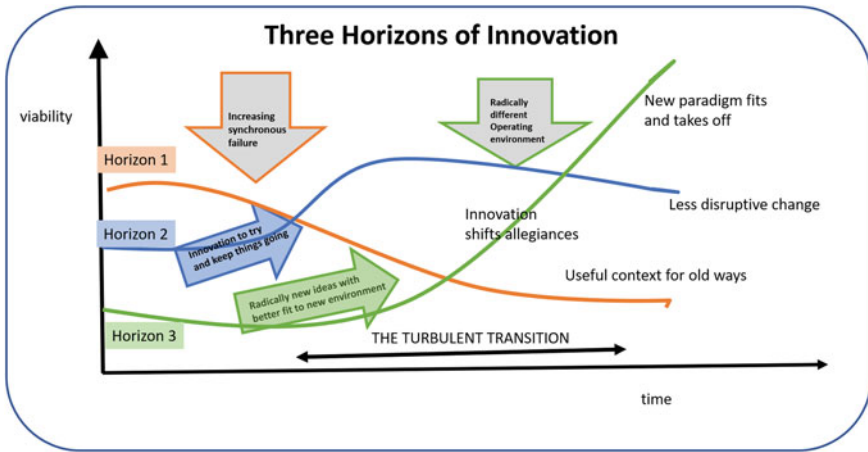 Three Horizons of Innovation
viability
Increasing
synchronous
failure
Radically
different
Operating
environment
New paradigm fits
and takes off
Horizon 1
Less disruptive change
Innovation
shifts allegiances
Horizon 2
Innovation to try
and keep things going
Useful context for old ways
Radically new ideas with
better fit to new environment
Horizon 3
THE TURBULENT TRANSITION
time